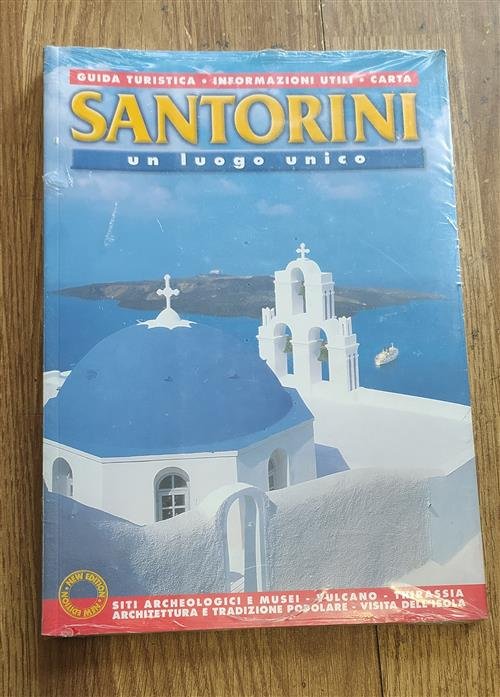 GUIDA TURISTICA • INFORMAZIONI UTILI • CARTA
SANTORINI
un luogo unico
NEW EDITION • NEW EDITION •
SITI ARCHEOLOGICI E MUSEI - VULCANO - THIRASSIA
ARCHITETTURA E TRADIZIONE POPOLARE - VISITA DELL'ISOLA